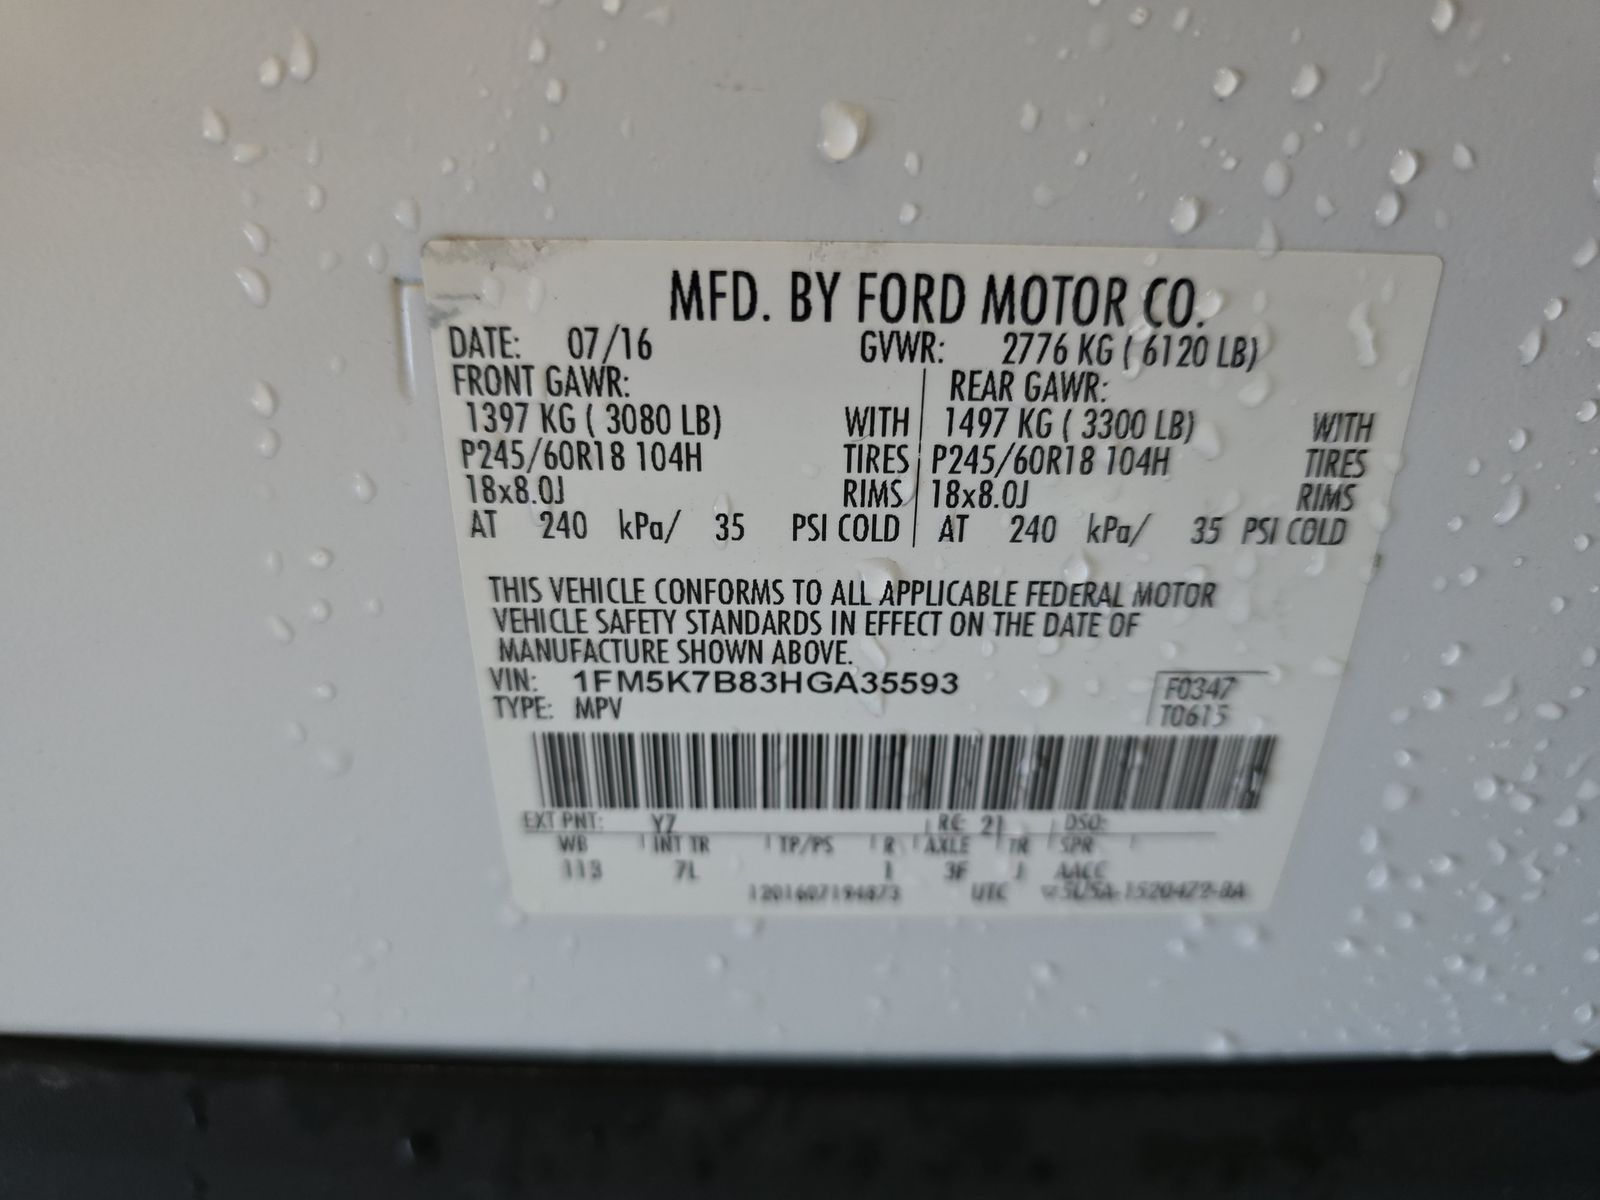 MFD. BY FORD MOTOR CO.
DATE: 07/16 GVWR: 2776 KG ( 6120 LB)
FRONT GAWR: REAR GAWR:
1397 KG ( 3080 LB) WITH 1497 KG ( 3300 LB) WITH
P245/60R18 104H TIRES P245/60R18 104H TIRES
18x8.0J RIMS 18x8.0J RIMS
AT 240 kPa/ 35 PSI COLD AT 240 kPa/ 35 PSI COLD
THIS VEHICLE CONFORMS TO ALL APPLICABLE FEDERAL MOTOR
VEHICLE SAFETY STANDARDS IN EFFECT ON THE DATE OF
MANUFACTURE SHOWN ABOVE.
VIN: 1FM5K7B83HGA35593 F0347
TYPE: MPV T0615
EXT PNT: YZ RC: 21 DSO:
WB INT TR TP/PS R AXLE TR SPR
113 7L 1 3F J AACC
1201607194873 UTC